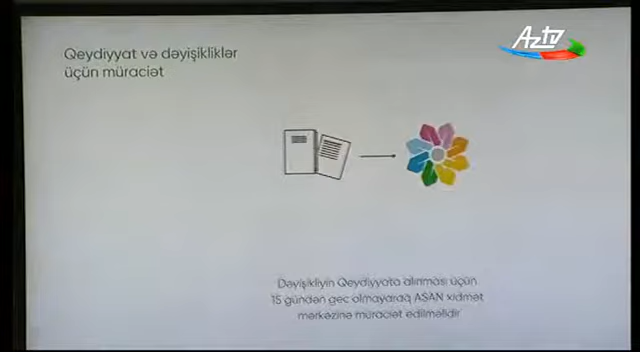 Qeydiyyat və dəyişikliklər
üçün müraciət
AzTV
Dəyişikliyin Qeydiyyata alınması üçün
15 gündən gec olmayaraq ASAN xidmət
mərkəzinə müraciət edilməlidir